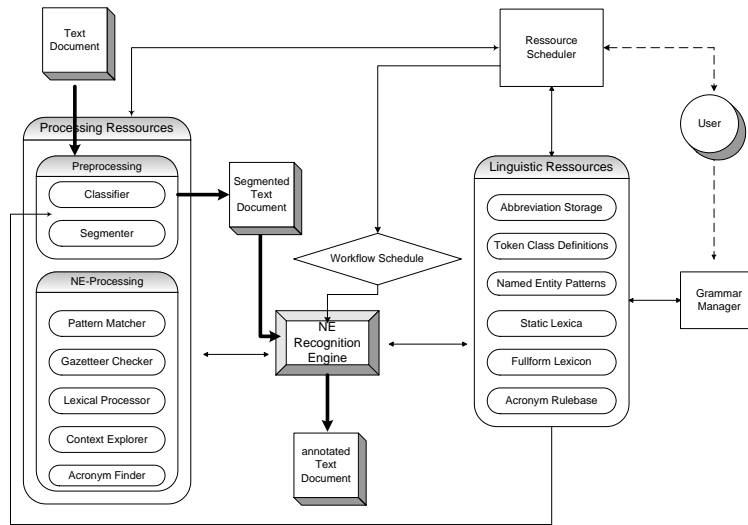 Text
Document
Ressource
Scheduler
User
Processing Ressources
Preprocessing
Classifier
Segmenter
Segmented
Text
Document
Linguistic Ressources
Abbreviation Storage
Token Class Definitions
Named Entity Patterns
Static Lexica
Fullform Lexicon
Acronym Rulebase
Workflow Schedule
Grammar
Manager
NE-Processing
Pattern Matcher
Gazetteer Checker
Lexical Processor
Context Explorer
Acronym Finder
NE
Recognition
Engine
annotated
Text
Document